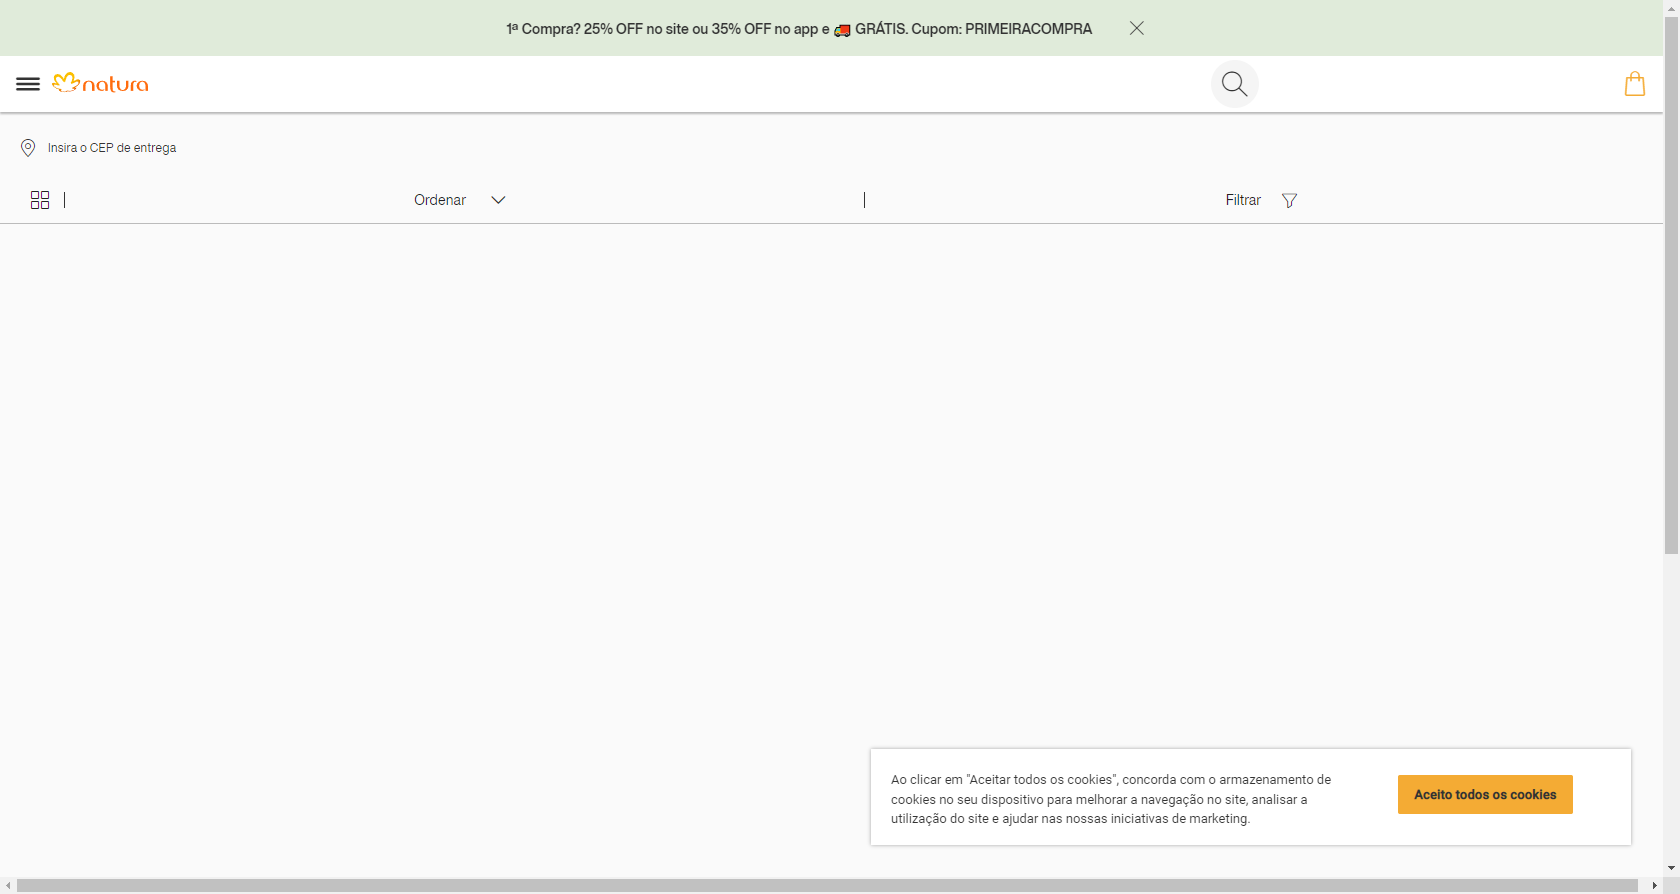 1ª Compra? 25% OFF no site ou 35% OFF no app e 🚚 GRÁTIS. Cupom: PRIMEIRACOMPRA
natura
Insira o CEP de entrega
Ordenar
Filtrar
Ao clicar em "Aceitar todos os cookies", concorda com o armazenamento de
cookies no seu dispositivo para melhorar a navegação no site, analisar a
utilização do site e ajudar nas nossas iniciativas de marketing.
Aceito todos os cookies